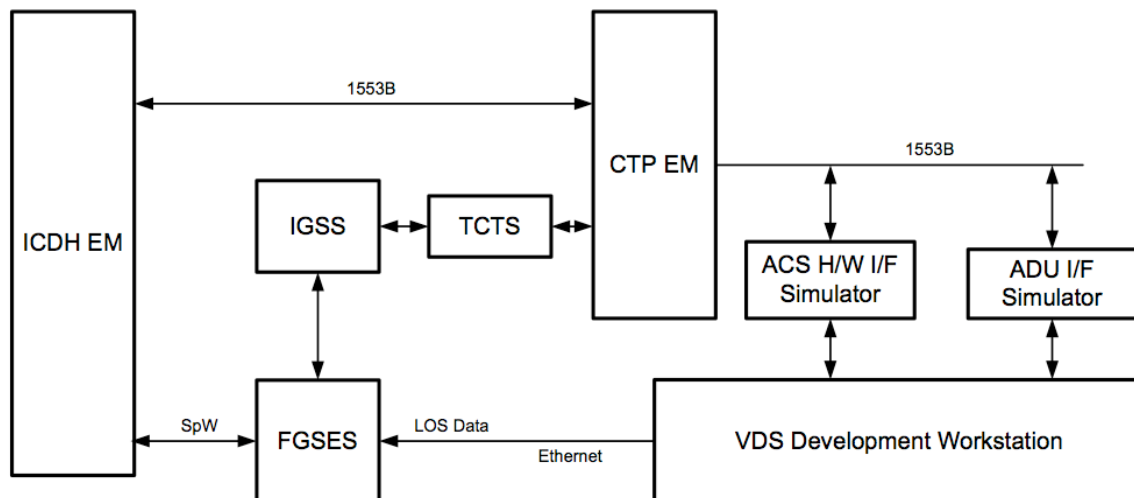 1553B
CTP EM
1553B
ICDH EM
IGSS
TCTS
ACS H/W I/F
Simulator
ADU I/F
Simulator
SpW
FGSES
LOS Data
Ethernet
VDS Development Workstation